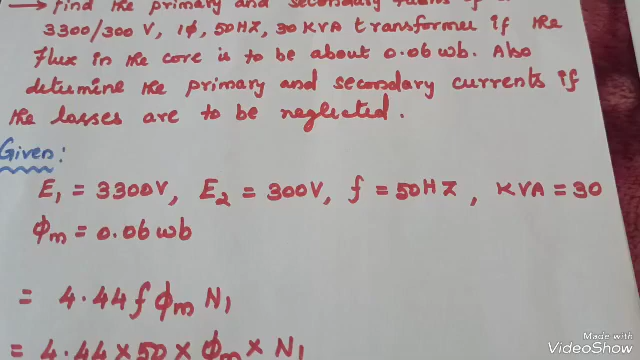 → Find the primary and secondary turns of a
3300/300 V, 1ϕ, 50HZ, 30 KVA transformer if the
flux in the core is to be about 0.06 wb. Also
ditumine the primary and secondary currents if
the losses are to be neglected.
Given:
E₁ = 3300V, E₂ = 300V, f = 50HZ, KVA = 30
ϕm = 0.06 wb
= 4.44 f ϕm N₁
= 4.44 × 50 × ϕm × N₁
Made with
VideoShow